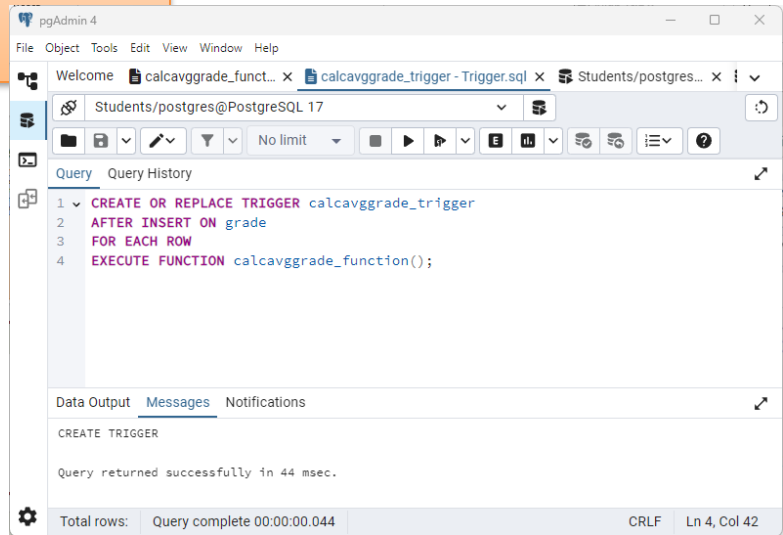 pgAdmin 4
File Object Tools Edit View Window Help
Welcome calcavggrade_funct... calcavggrade_trigger - Trigger.sql Students/postgres...
Students/postgres@PostgreSQL 17
No limit
Query Query History
1 CREATE OR REPLACE TRIGGER calcavggrade_trigger
2 AFTER INSERT ON grade
3 FOR EACH ROW
4 EXECUTE FUNCTION calcavggrade_function();
Data Output Messages Notifications
CREATE TRIGGER
Query returned successfully in 44 msec.
Total rows: Query complete 00:00:00.044 CRLF Ln 4, Col 42